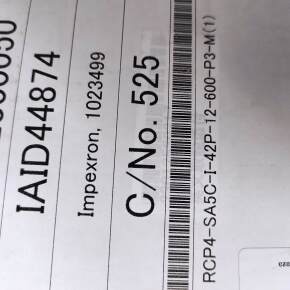 IAID44874
Impexron, 1023499
C/No. 525
RCP4-SA5C-I-42P-12-600-P3-M(1)